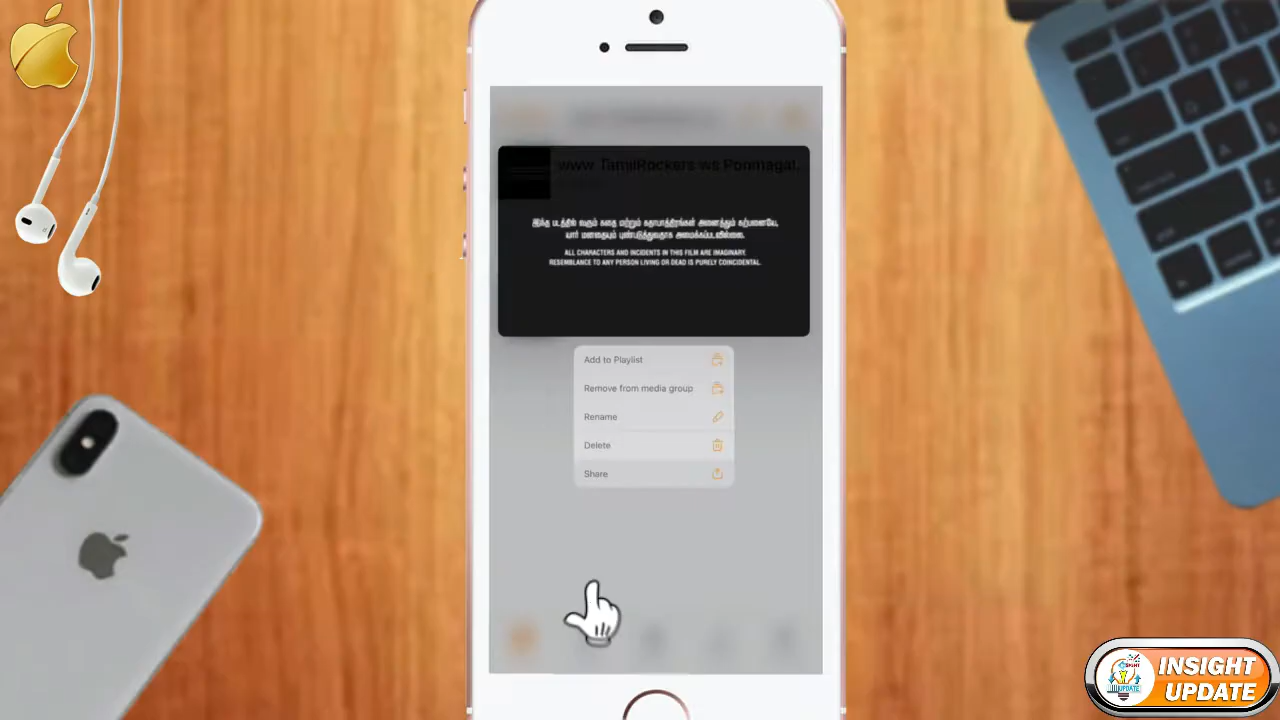 www TamilRockers ws Ponmagal.
இந்த படத்தில் வரும் கதை மற்றும் கதாபாத்திரங்கள் அனைத்தும் கற்பனையே,
யார் மனதையும் புண்படுத்துவதாக அமைக்கப்படவில்லை.
ALL CHARACTERS AND INCIDENTS IN THIS FILM ARE IMAGINARY.
RESEMBLANCE TO ANY PERSON LIVING OR DEAD IS PURELY COINCIDENTAL.
Add to Playlist
Remove from media group
Rename
Delete
Share
INSIGHT
UPDATE